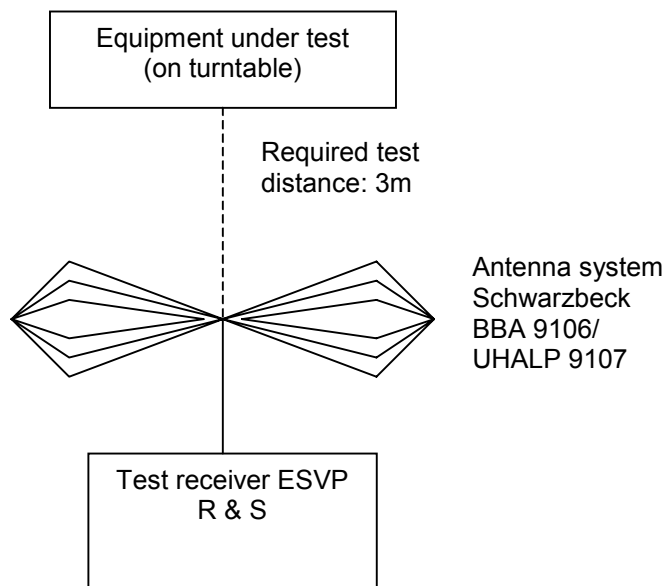 Equipment under test
(on turntable)
Required test
distance: 3m
Antenna system
Schwarzbeck
BBA 9106/
UHALP 9107
Test receiver ESVP
R & S